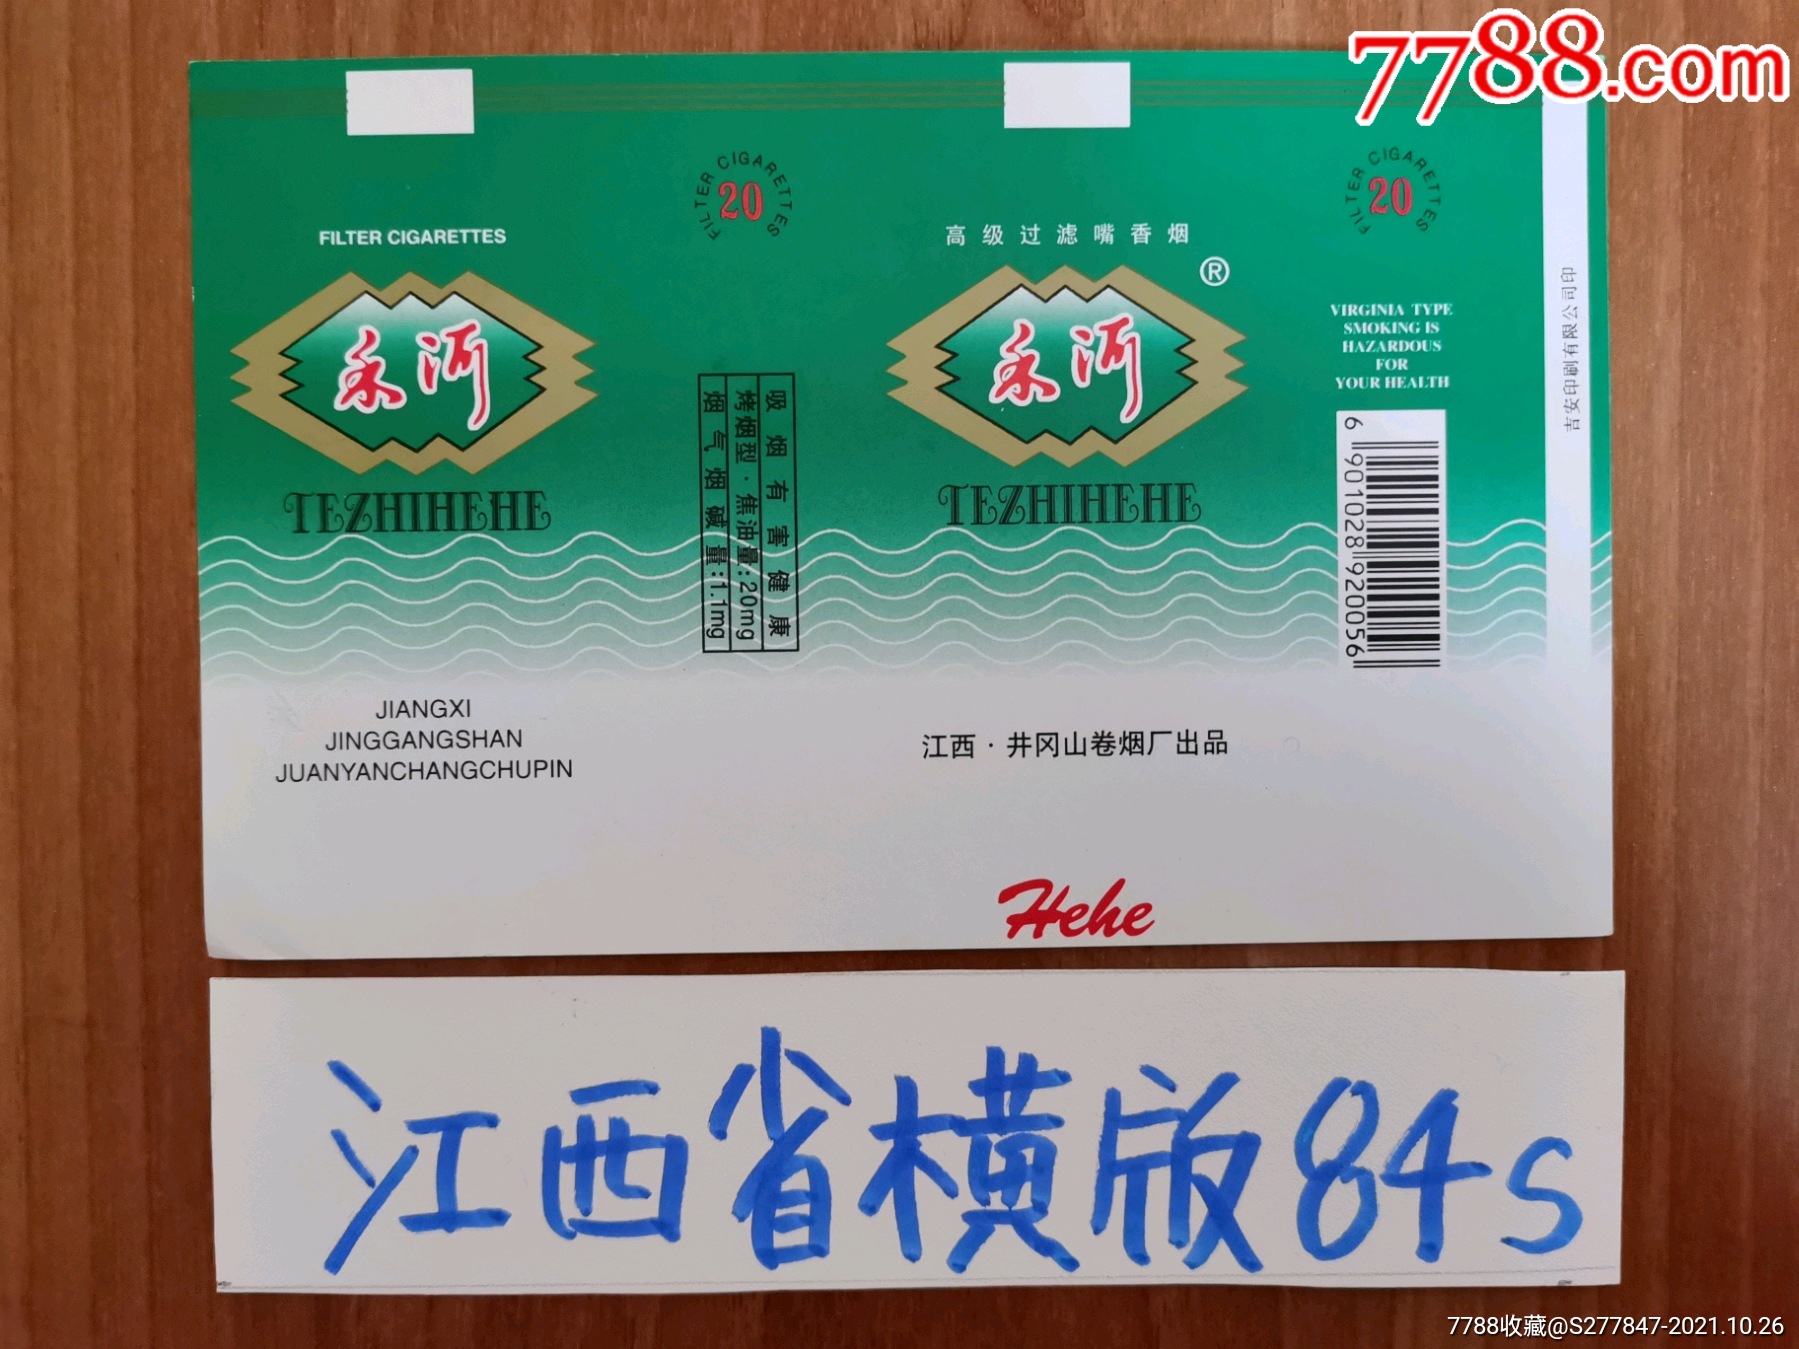 7788.com
FILTER CIGARETTES
禾河
TEZHIHEHE
JIANGXI
JINGGANGSHAN
JUANYANCHANGCHUPIN
FILTER CIGARETTES
20
吸烟有害健康
烤烟型·焦油量:20mg
烟气烟碱量:1.1mg
高级过滤嘴香烟
®
禾河
TEZHIHEHE
江西·井冈山卷烟厂出品
Hehe
FILTER CIGARETTES
20
VIRGINIA TYPE
SMOKING IS
HAZARDOUS
FOR
YOUR HEALTH
6 901028 920056
吉安印刷有限公司印
江西省横版84s
7788收藏@S277847-2021.10.26